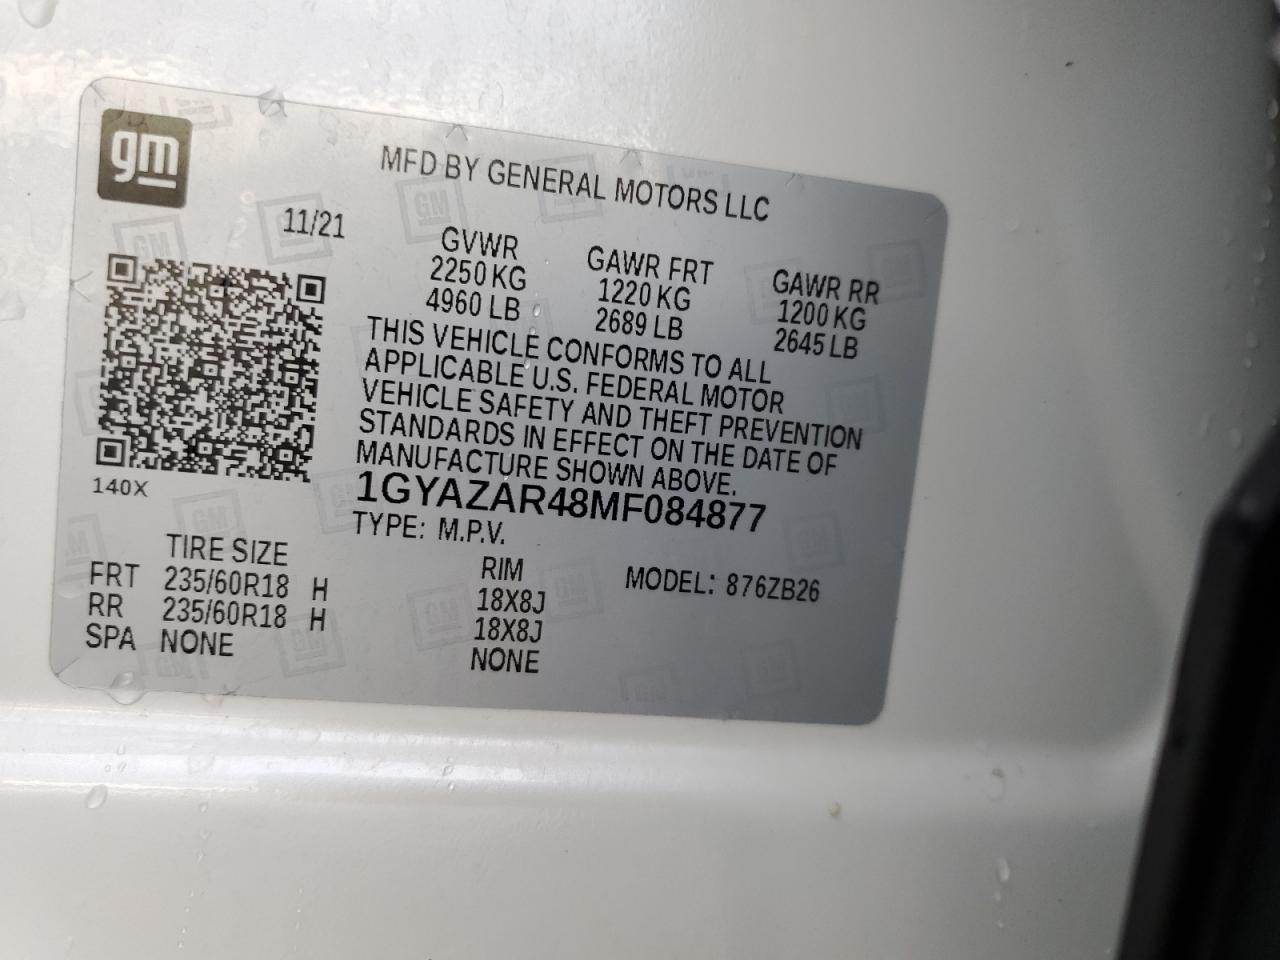 gm
MFD BY GENERAL MOTORS LLC
11/21
GVWR GAWR FRT GAWR RR
2250 KG 1220 KG 1200 KG
4960 LB 2689 LB 2645 LB
THIS VEHICLE CONFORMS TO ALL
APPLICABLE U.S. FEDERAL MOTOR
VEHICLE SAFETY AND THEFT PREVENTION
STANDARDS IN EFFECT ON THE DATE OF
MANUFACTURE SHOWN ABOVE.
140X
1GYAZAR48MF084877
TYPE: M.P.V.
TIRE SIZE RIM MODEL: 876ZB26
FRT 235/60R18 H 18X8J
RR 235/60R18 H 18X8J
SPA NONE NONE